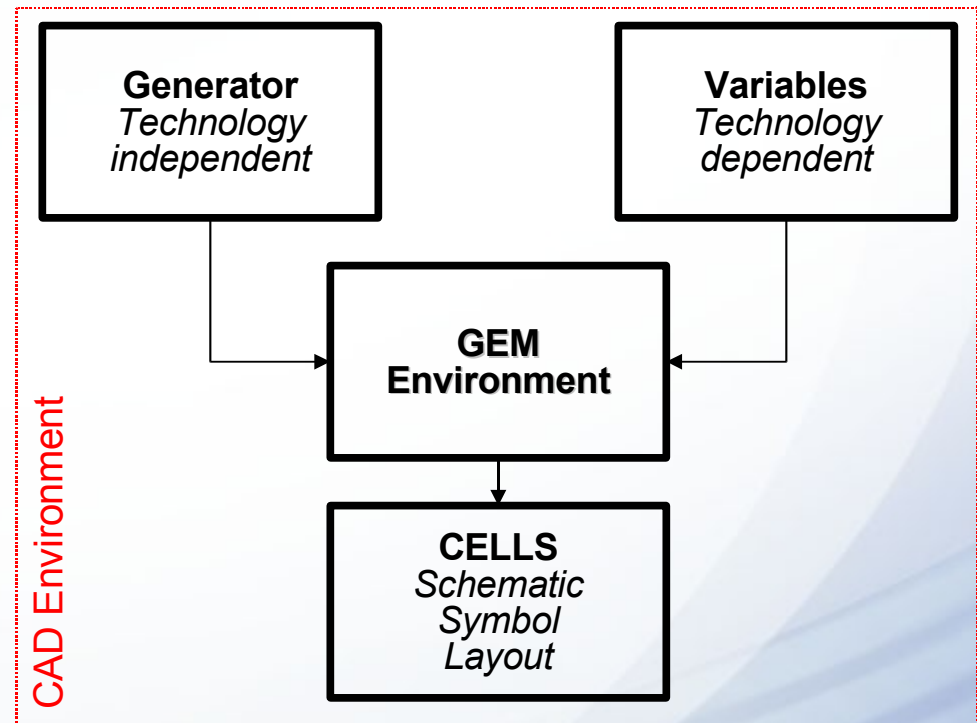 Generator
Technology
independent
Variables
Technology
dependent
GEM
Environment
CELLS
Schematic
Symbol
Layout
CAD Environment